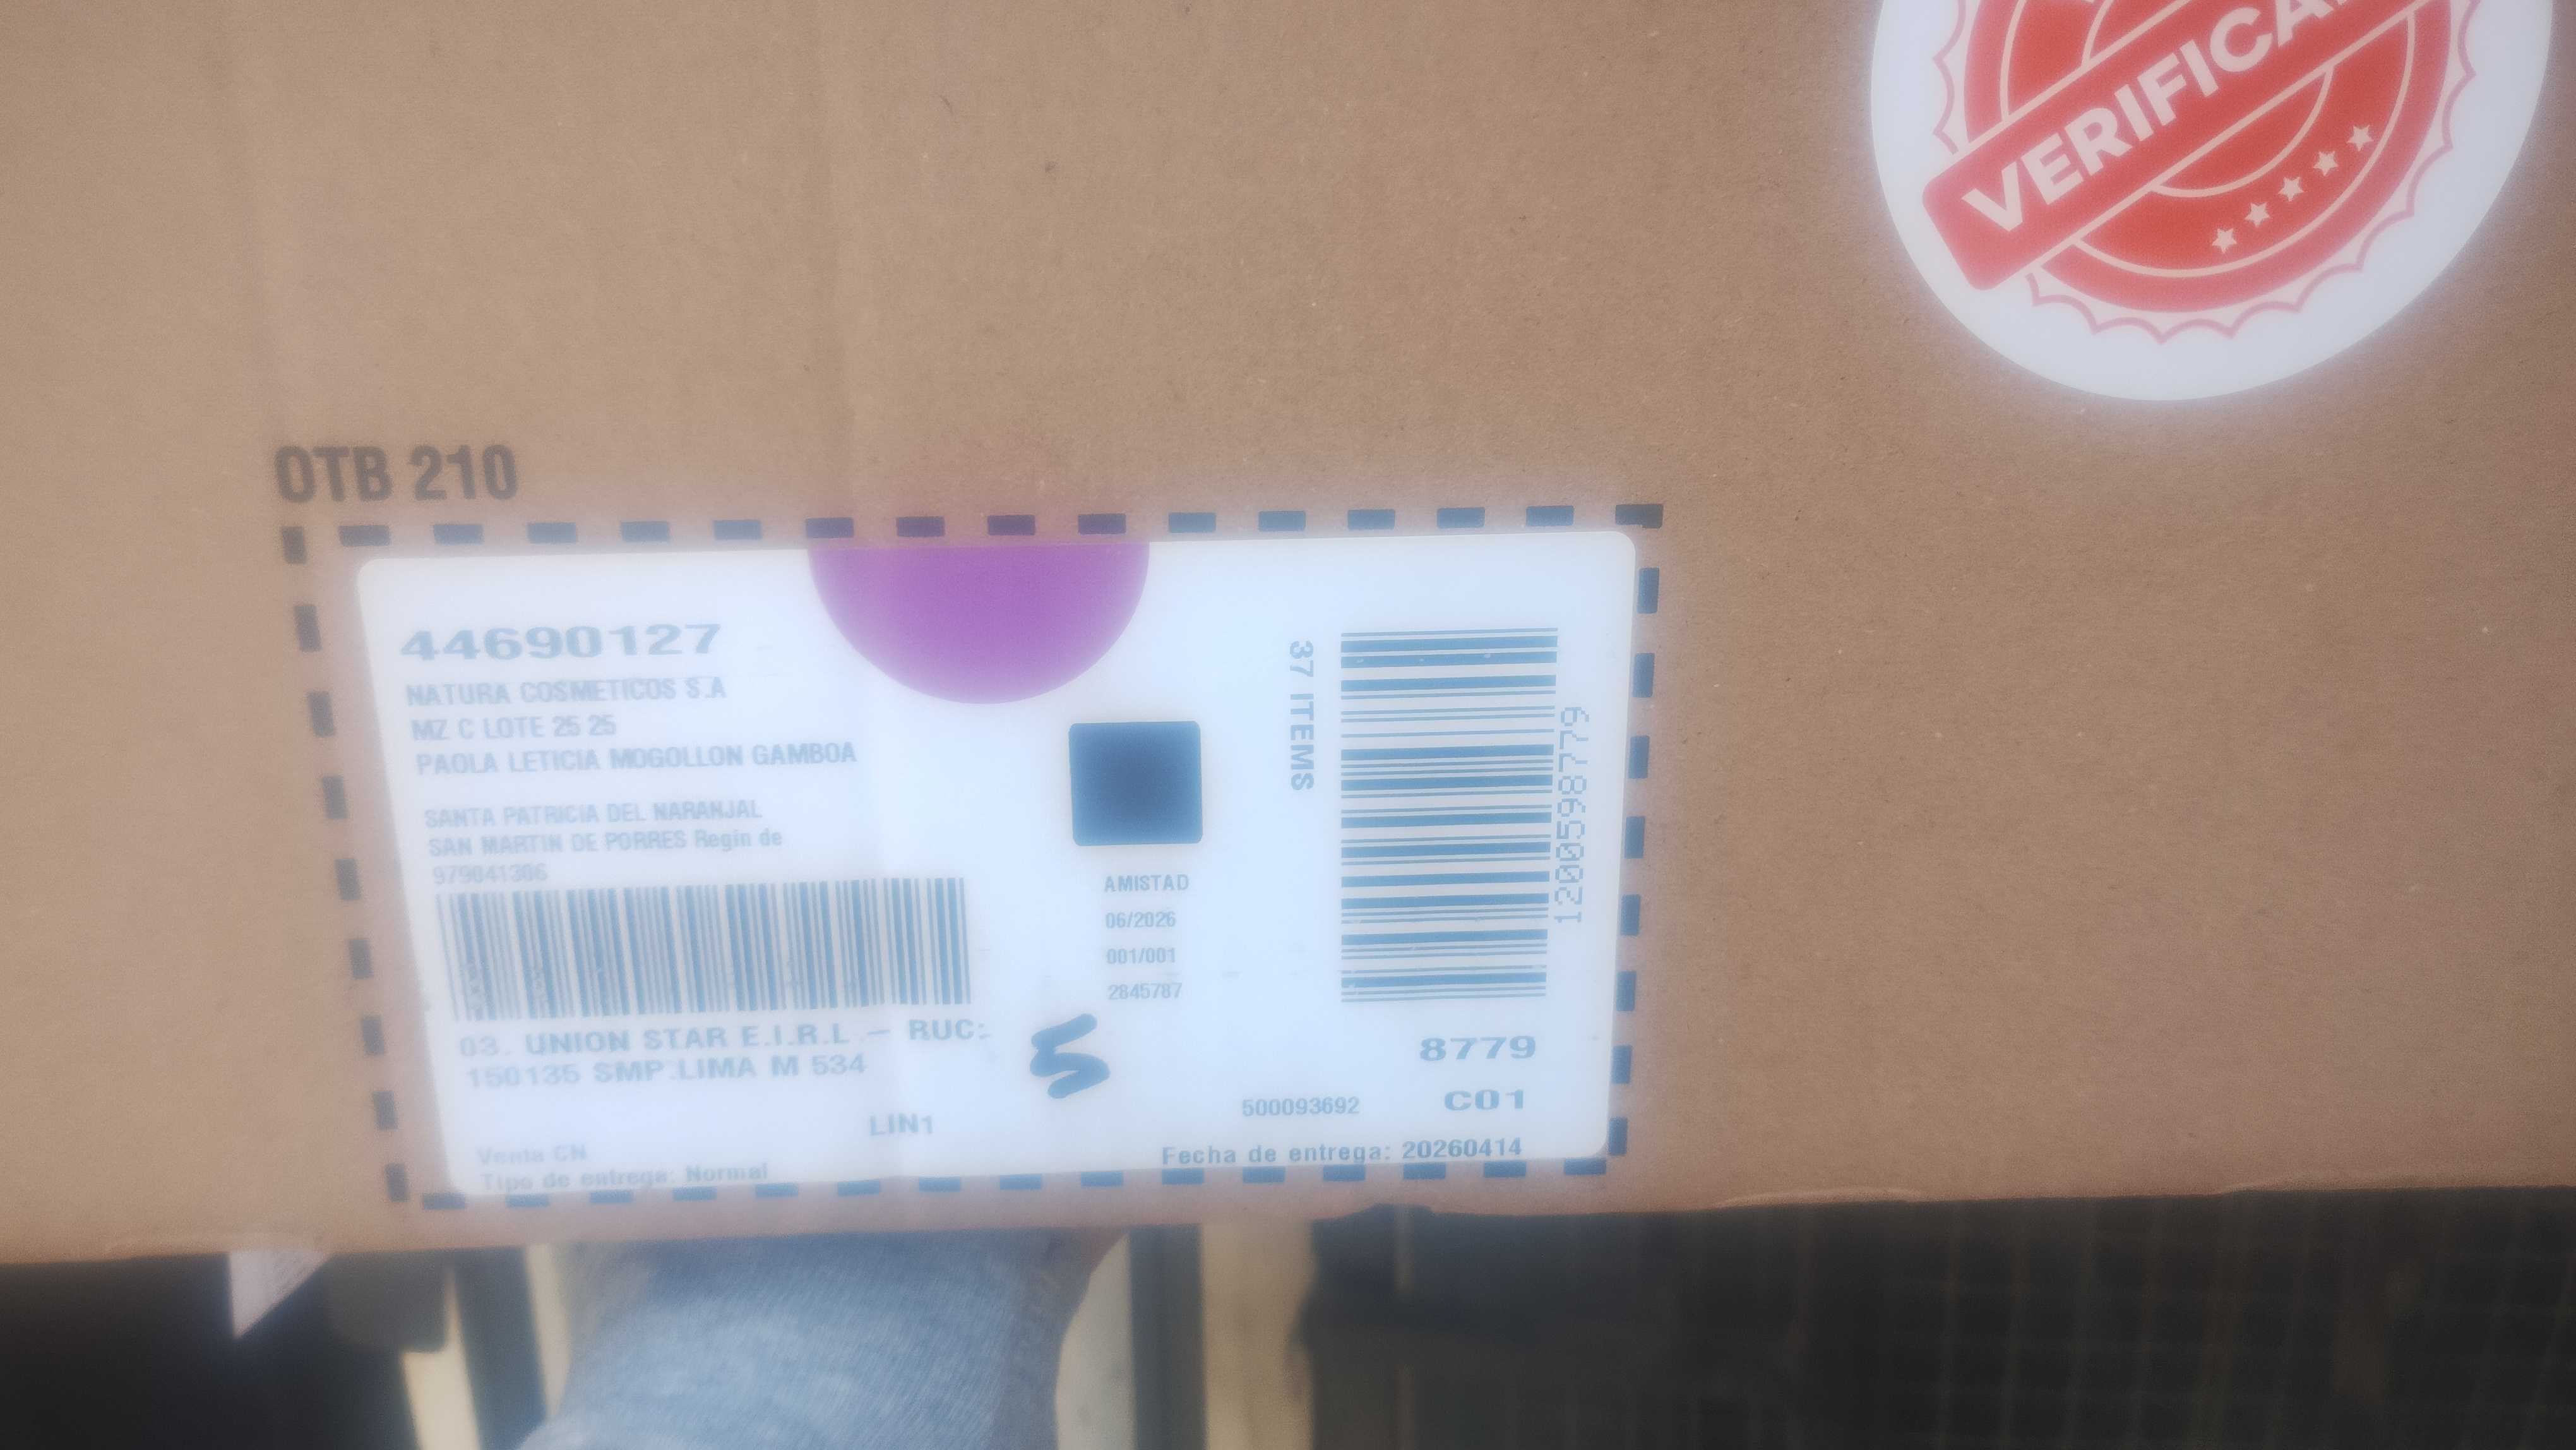 VERIFICA
OTB 210
44690127
NATURA COSMETICOS S.A
MZ C LOTE 25 25
PAOLA LETICIA MOGOLLON GAMBOA
SANTA PATRICIA DEL NARANJAL
SAN MARTIN DE PORRES Regin de
979041306
03. UNION STAR E.I.R.L – RUC:
150135 SMP.LIMA M 534
LIN1
Venta CN
Tipo de entrega: Normal
AMISTAD
06/2026
001/001
2845787
5
37 ITEMS
1200598779
8779
500093692 C01
Fecha de entrega: 20260414